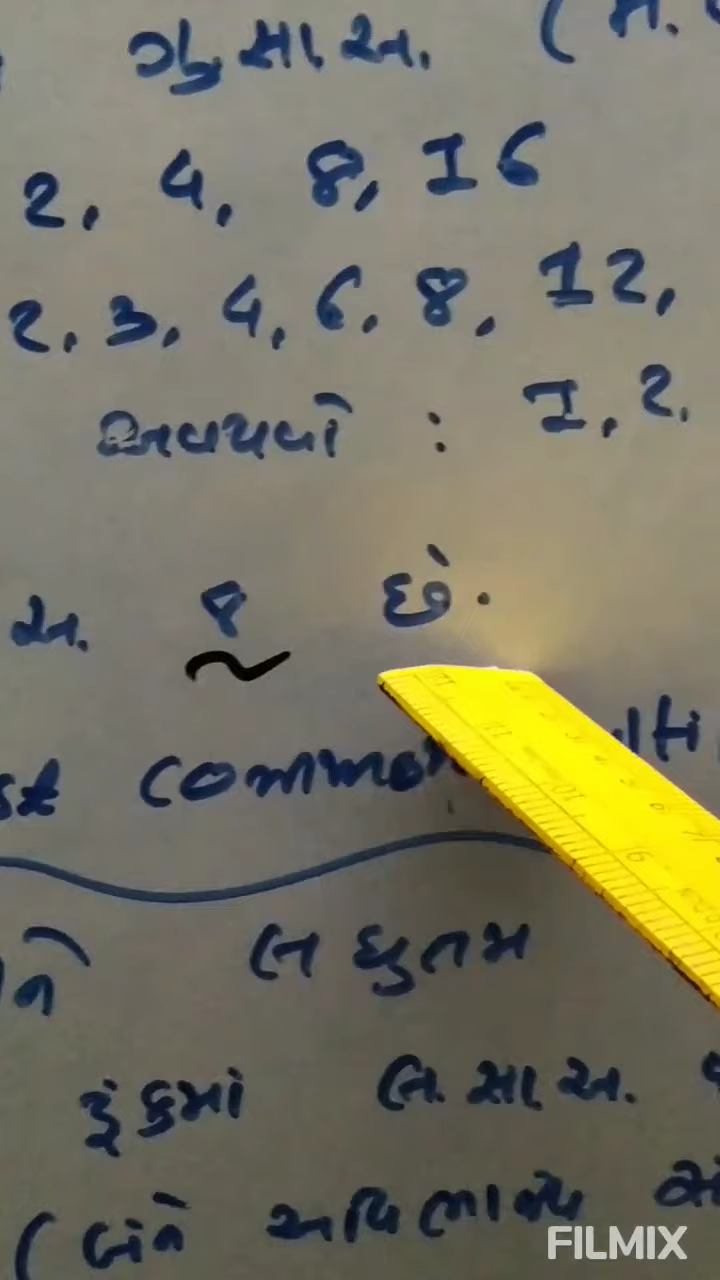 ગુ. સા. અ.
2, 4, 8, 16
2, 3, 4, 6, 8, 12,
અવયવો : 1, 2,
અ. 8 છે.
common
લઘુતમ
ટૂંકમાં લ. સા. અ.
(બંને અવિભાજ્ય
FILMIX